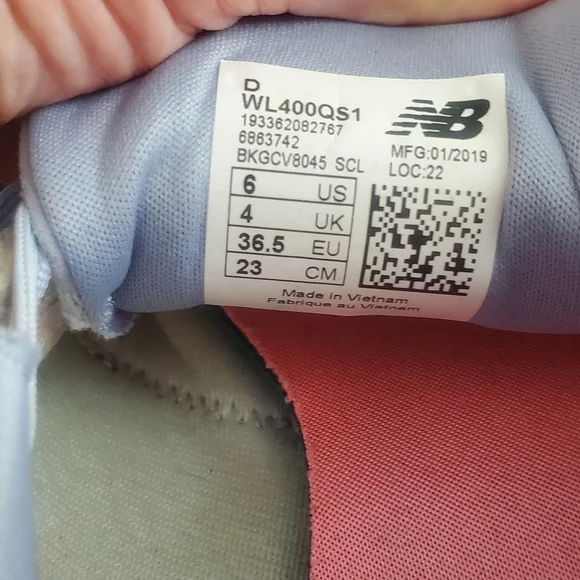 D
WL400QS1
193362082767
6863742
BKGCV8045 SCL
NB
MFG:01/2019
LOC:22
6 US
4 UK
36.5 EU
23 CM
Made in Vietnam
Fabrique au Vietnam